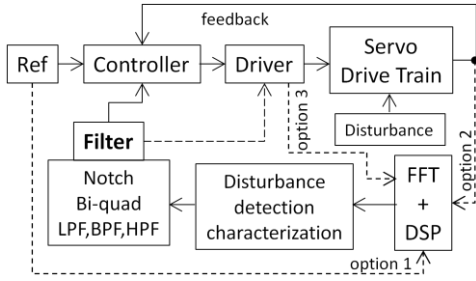 feedback
Ref
Controller
Driver
Servo
Drive Train
option 3
Disturbance
option 2
Filter
Notch
Bi-quad
LPF,BPF,HPF
Disturbance
detection
characterization
FFT
+
DSP
option 1